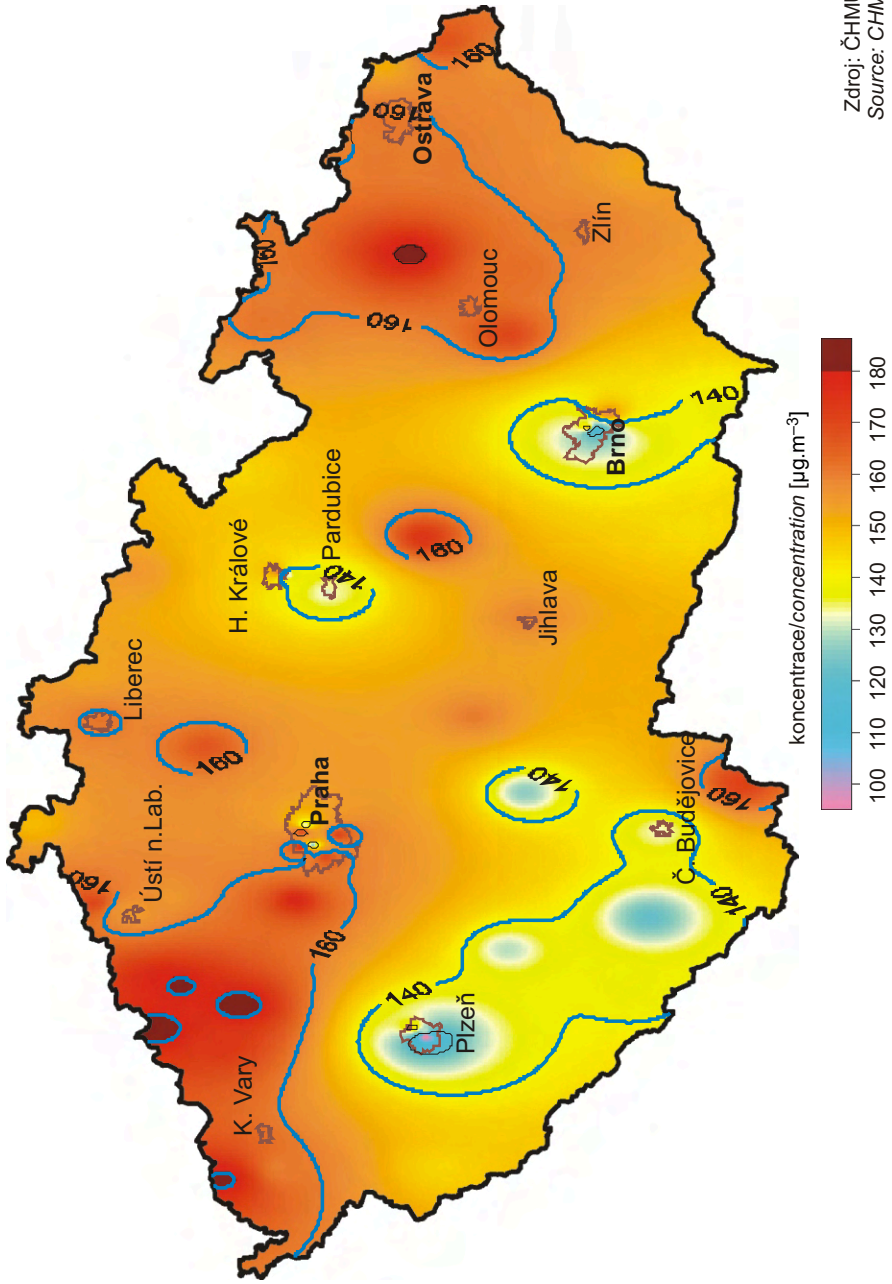 160
Ostrava
160
160
Zlín
Olomouc
160
140
Brno
H. Králové
Pardubice
140
160
Jihlava
Liberec
160
Praha
140
160
Č. Budějovice
Ústí n.Lab.
160
160
140
140
Plzeň
K. Vary
koncentrace/concentration [µg.m⁻³]
100 110 120 130 140 150 160 170 180
Zdroj:
Source: